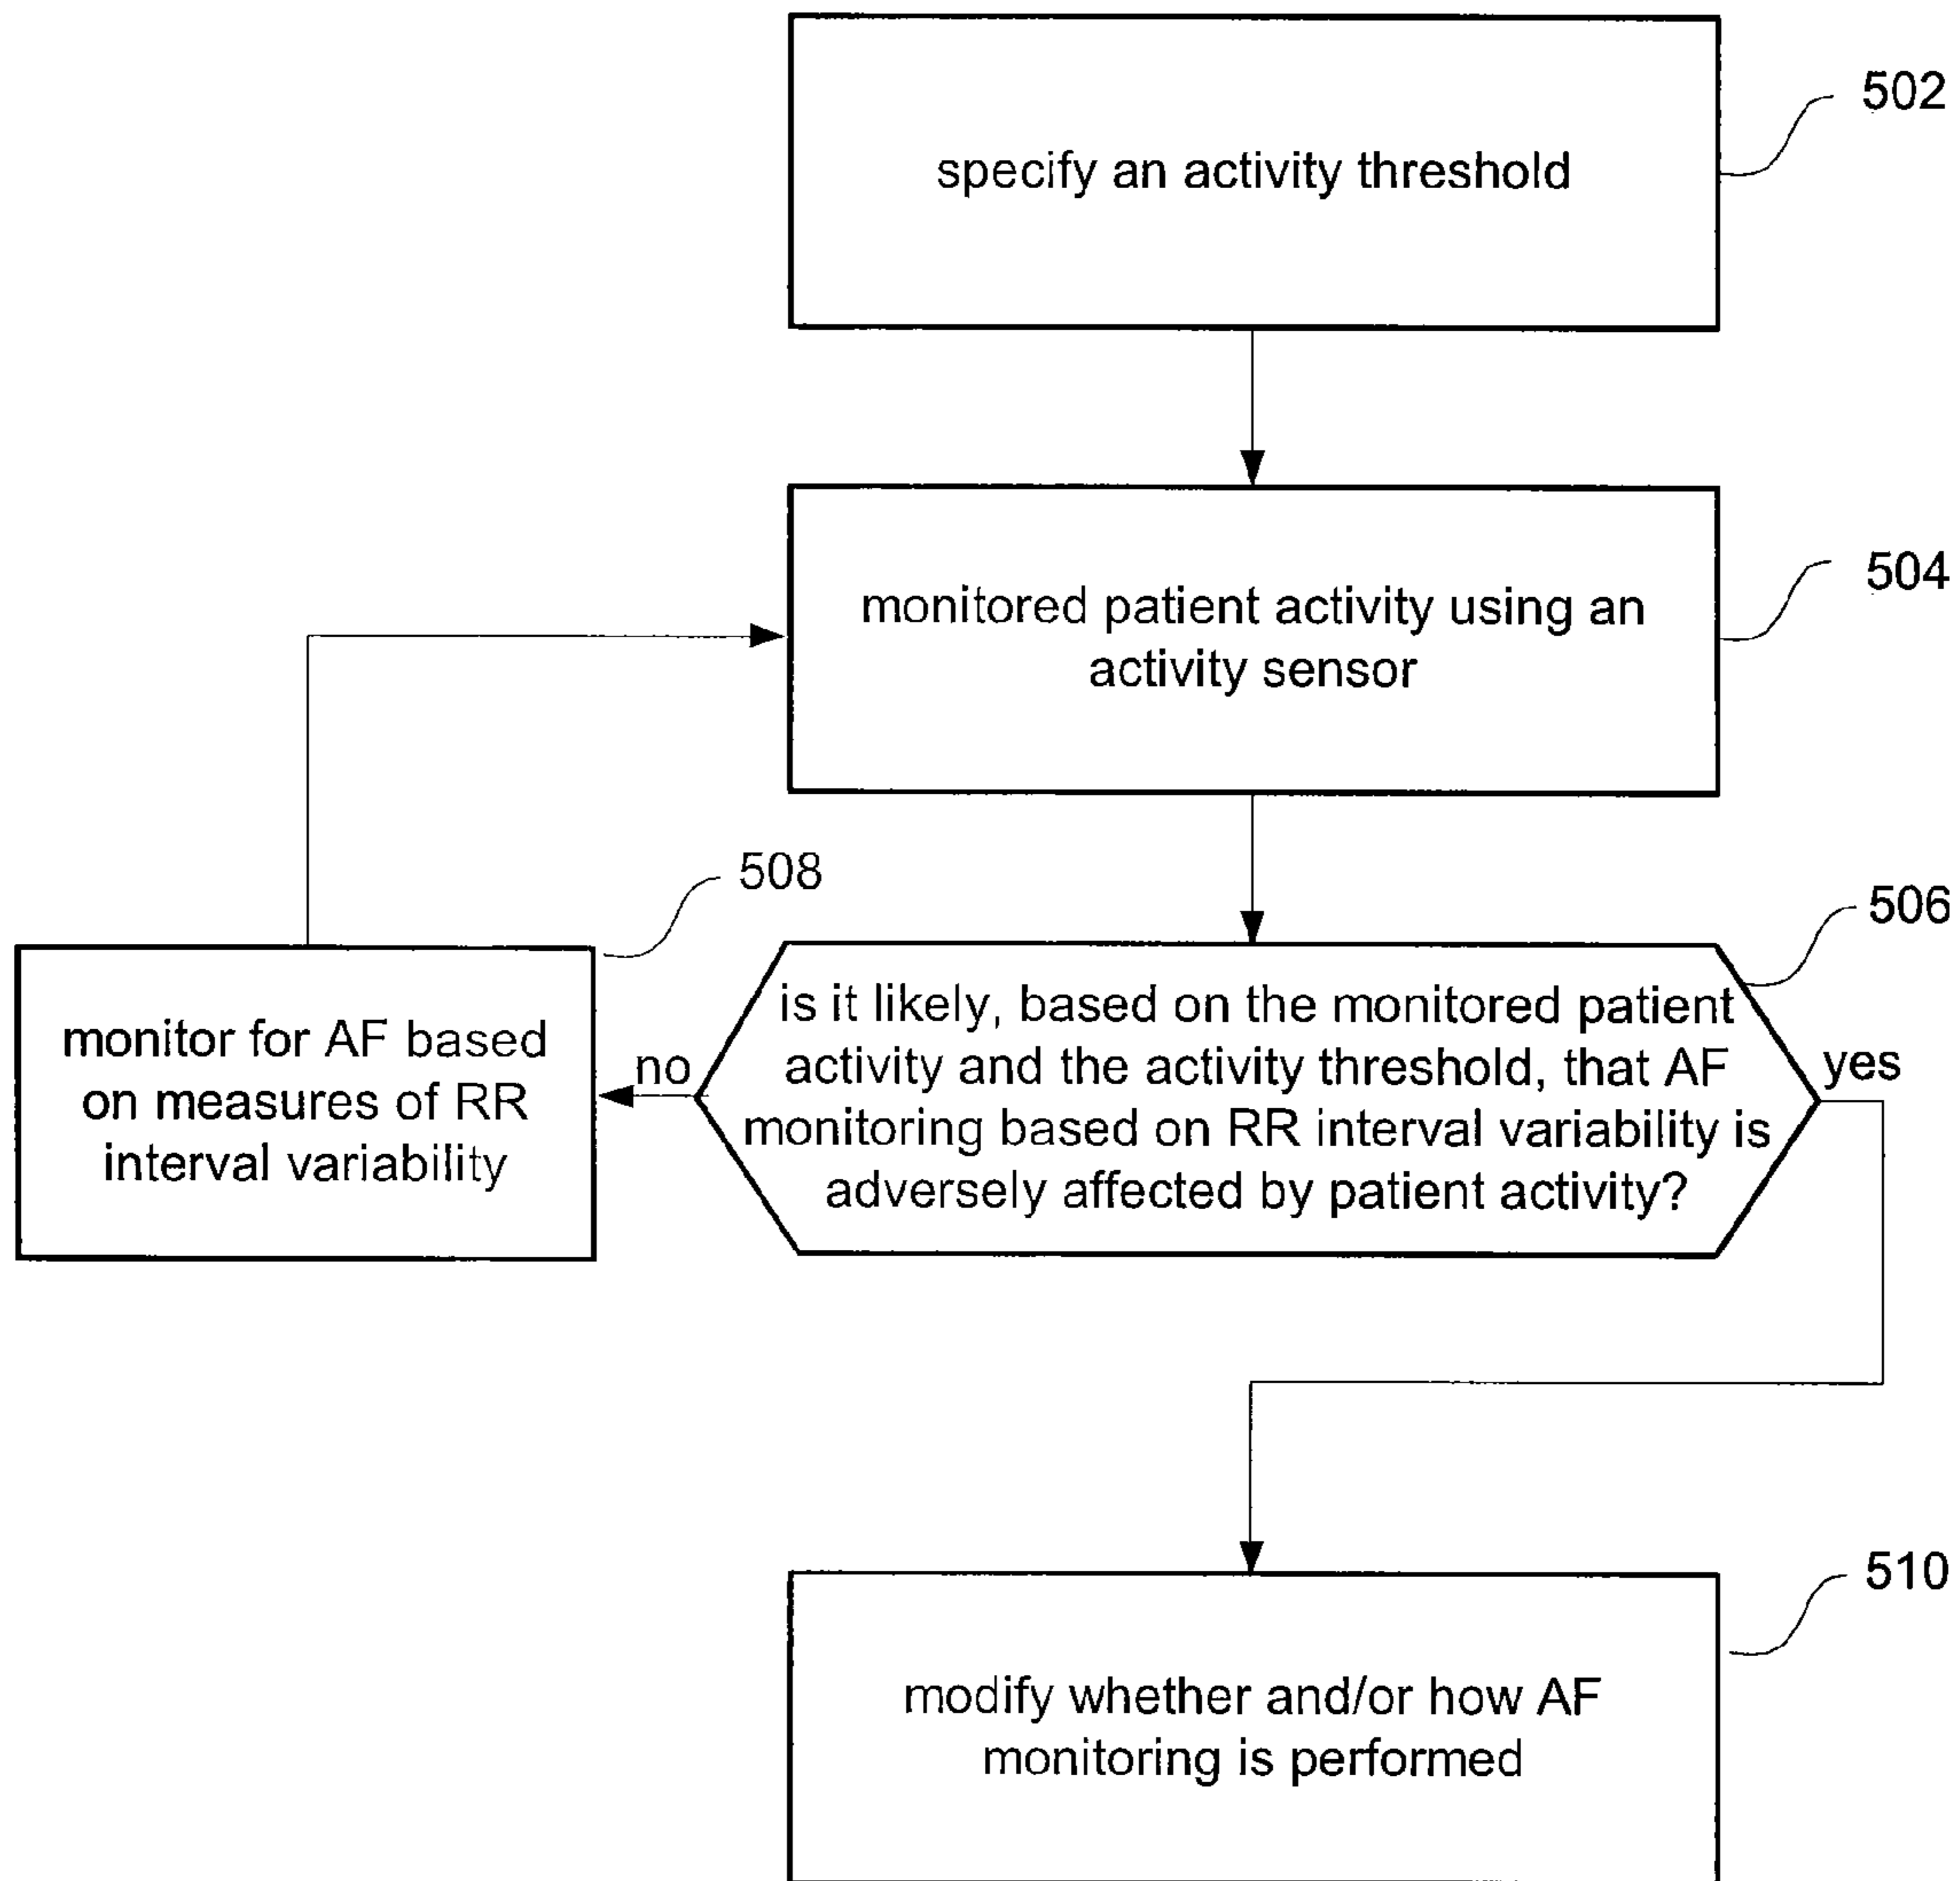 502
specify an activity threshold
504
monitored patient activity using an
activity sensor
508
506
monitor for AF based
on measures of RR
interval variability
no
is it likely, based on the monitored patient
activity and the activity threshold, that AF
monitoring based on RR interval variability is
adversely affected by patient activity?
yes
510
modify whether and/or how AF
monitoring is performed